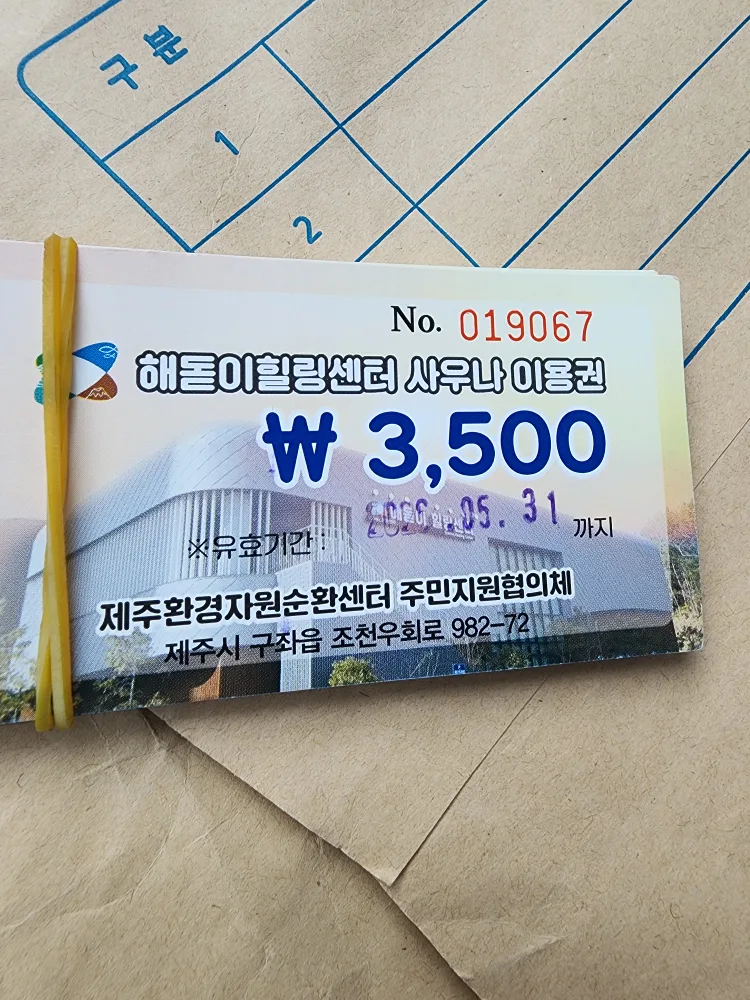 구분
1
2
No. 019067
해돋이힐링센터 사우나 이용권
₩ 3,500
※유효기간 : 2026.05.31 까지
제주환경자원순환센터 주민지원협의체
제주시 구좌읍 조천우회로 982-72